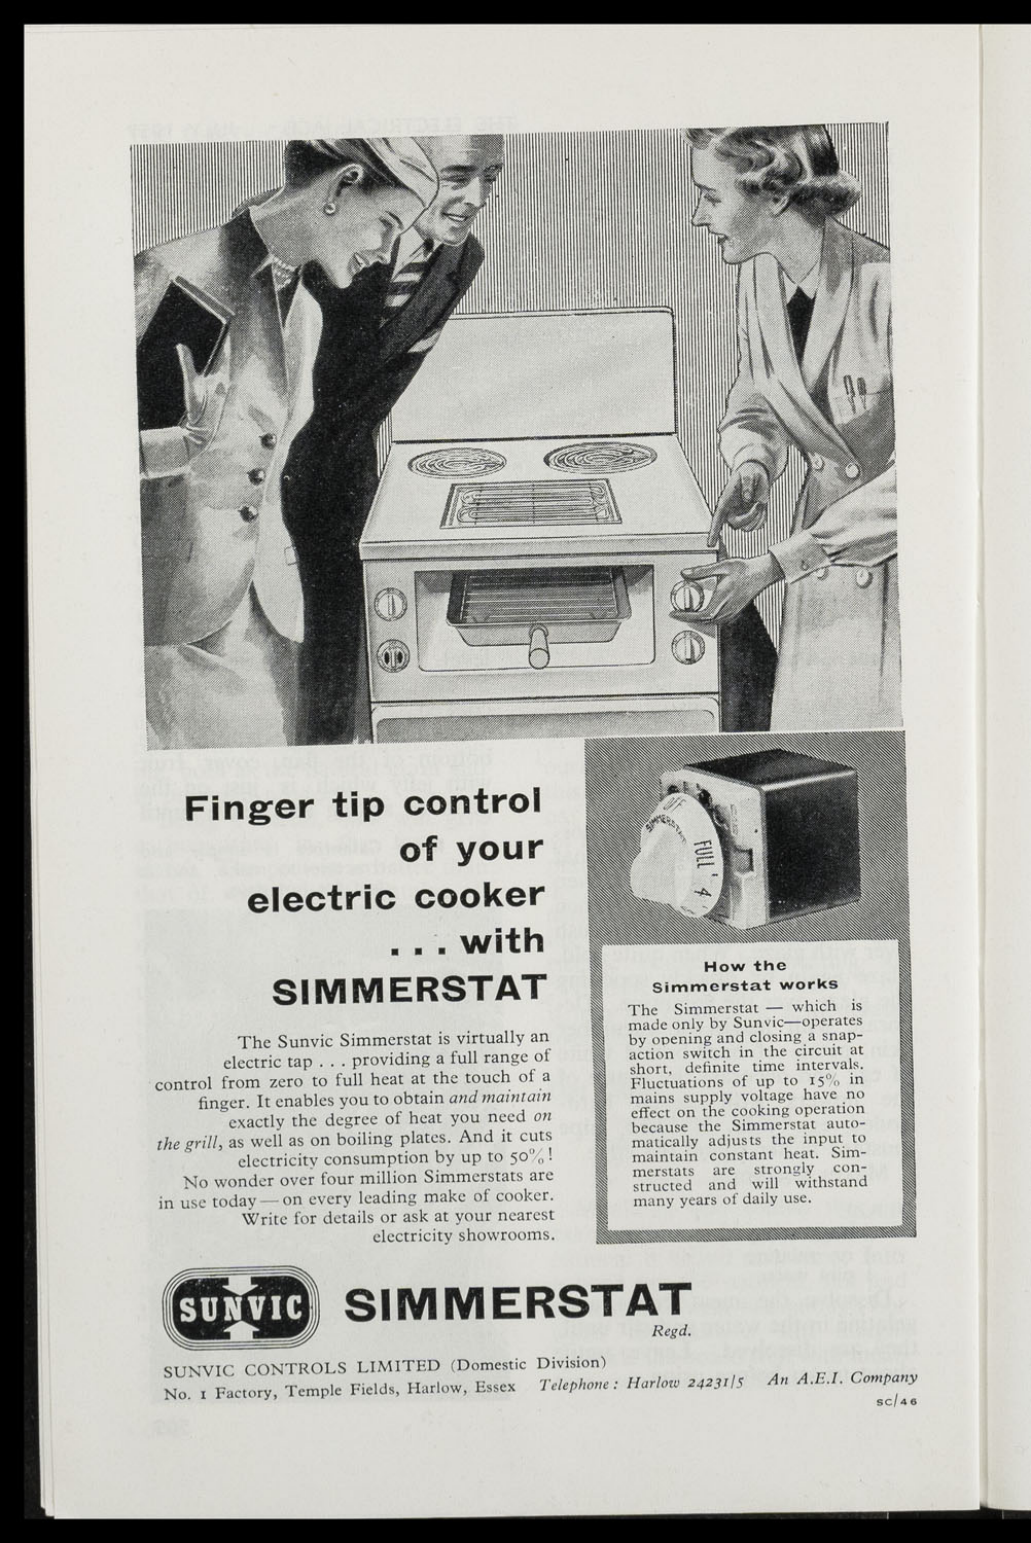 Finger tip control
of your
electric cooker
. . . with
SIMMERSTAT
The Sunvic Simmerstat is virtually an
electric tap . . . providing a full range of
control from zero to full heat at the touch of a
finger. It enables you to obtain and maintain
exactly the degree of heat you need on
the grill, as well as on boiling plates. And it cuts
electricity consumption by up to 50%!
No wonder over four million Simmerstats are
in use today — on every leading make of cooker.
Write for details or ask at your nearest
electricity showrooms.
OFF
SIMMERSTAT
FULL · 4
How the
Simmerstat works
The Simmerstat — which is
made only by Sunvic—operates
by opening and closing a snap-
action switch in the circuit at
short, definite time intervals.
Fluctuations of up to 15% in
mains supply voltage have no
effect on the cooking operation
because the Simmerstat auto-
matically adjusts the input to
maintain constant heat. Sim-
merstats are strongly con-
structed and will withstand
many years of daily use.
SUNVIC
SIMMERSTAT
Regd.
SUNVIC CONTROLS LIMITED (Domestic Division)
No. 1 Factory, Temple Fields, Harlow, Essex Telephone: Harlow 24231/5 An A.E.I. Company
SC/46